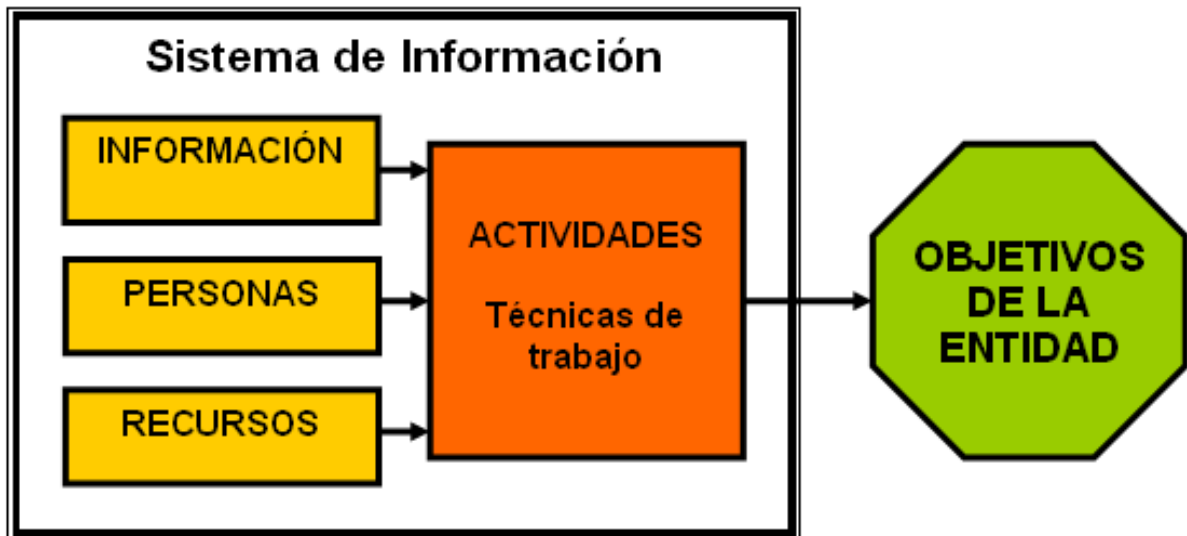 Sistema de Información
INFORMACIÓN
PERSONAS
RECURSOS
ACTIVIDADES
Técnicas de
trabajo
OBJETIVOS
DE LA
ENTIDAD